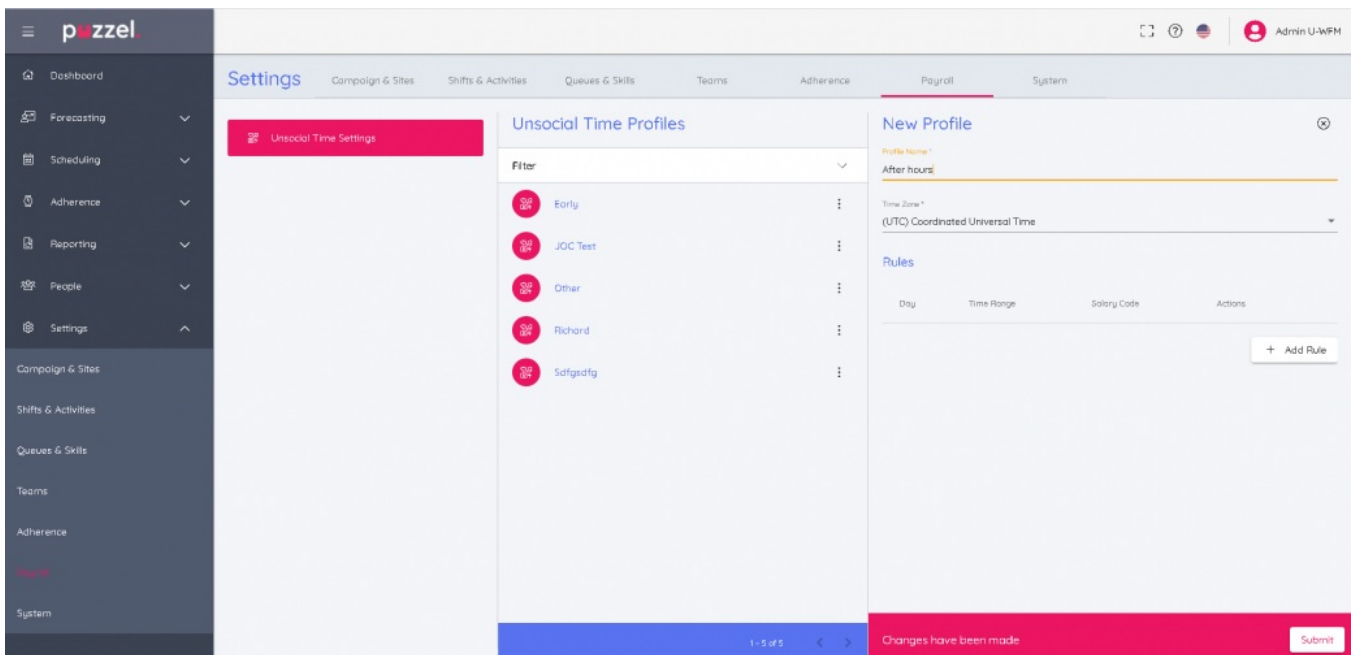 puzzel.
Admin U-WFM
Dashboard
Forecasting
Scheduling
Adherence
Reporting
People
Settings
Campaign & Sites
Shifts & Activities
Queues & Skills
Teams
Adherence
Payroll
System
Settings
Campaign & Sites
Shifts & Activities
Queues & Skills
Teams
Adherence
Payroll
System
Unsocial Time Settings
Unsocial Time Profiles
Filter
Early
JOC Test
Other
Richard
Sdfgsdfg
1 - 5 of 5
New Profile
Profile Name *
After hours
Time Zone *
(UTC) Coordinated Universal Time
Rules
Day Time Range Salary Code Actions
+ Add Rule
Changes have been made
Submit